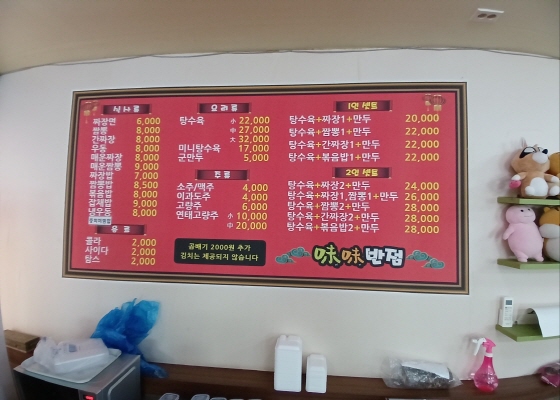 식사류
짜장면 6,000
짬뽕 8,000
간짜장 8,000
우동 8,000
매운짜장 8,000
매운짬뽕 9,000
짜장밥 7,000
짬뽕밥 8,500
볶음밥 8,000
잡채밥 9,000
냉우동 8,000
음료
콜라 2,000
사이다 2,000
탐스 2,000
요리류
탕수육 小 22,000
中 27,000
大 32,000
미니탕수육 17,000
군만두 5,000
주류
소주/맥주 4,000
이과도주 4,000
고량주 6,000
연태고량주 小 10,000
中 20,000
곱배기 2000원 추가
김치는 제공되지 않습니다
1인 셋트
탕수육+짜장1+만두 20,000
탕수육+짬뽕1+만두 22,000
탕수육+간짜장1+만두 22,000
탕수육+볶음밥1+만두 22,000
2인 셋트
탕수육+짜장2+만두 24,000
탕수육+짜장1,짬뽕1+만두 26,000
탕수육+짬뽕2+만두 28,000
탕수육+간짜장2+만두 28,000
탕수육+볶음밥2+만두 28,000
味,味,반점